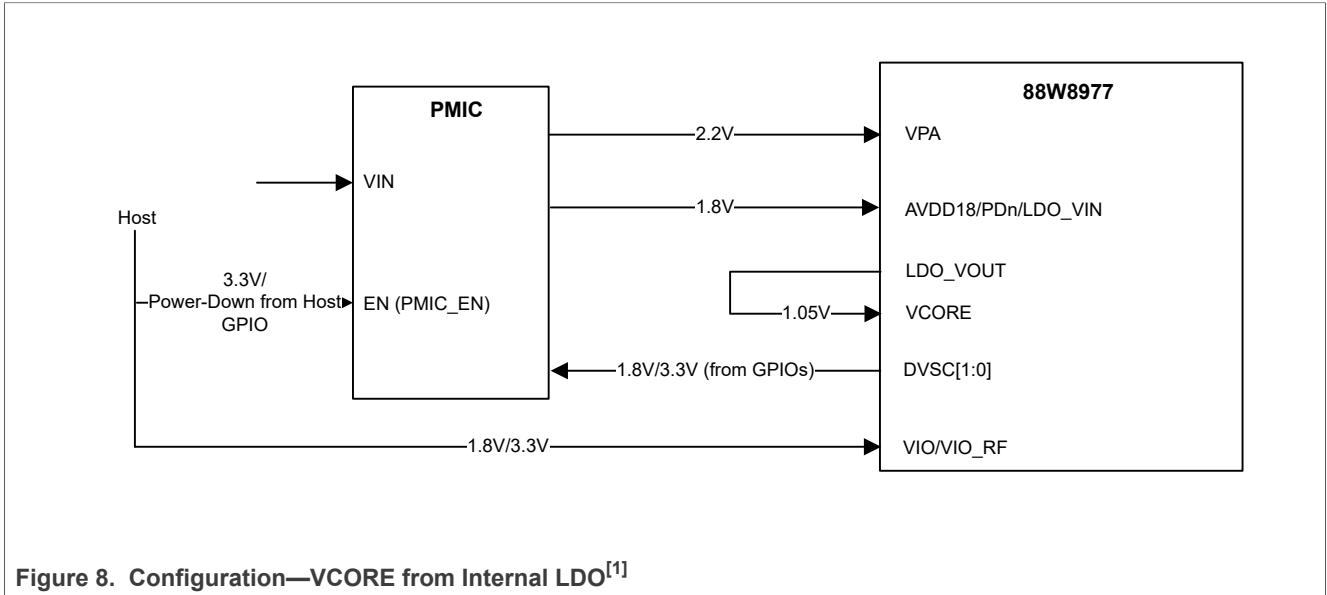 PMIC
88W8977
2.2V
VPA
VIN
1.8V
AVDD18/PDn/LDO_VIN
Host
LDO_VOUT
3.3V/
Power-Down from Host
GPIO
EN (PMIC_EN)
1.05V
VCORE
1.8V/3.3V (from GPIOs)
DVSC[1:0]
1.8V/3.3V
VIO/VIO_RF
Figure 8. Configuration—VCORE from Internal LDO[1]